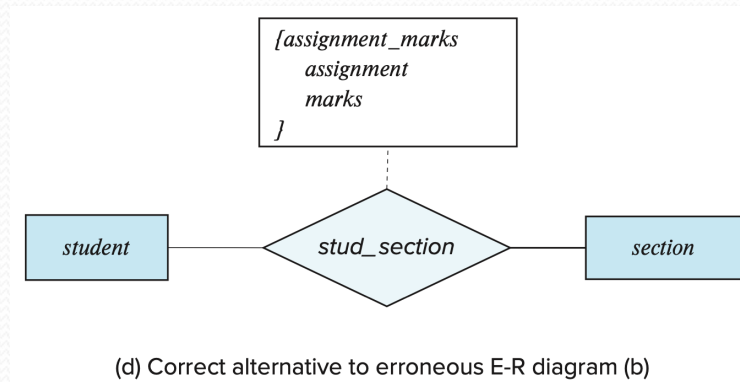 {assignment_marks
assignment
marks
}
student
stud_section
section
(d) Correct alternative to erroneous E-R diagram (b)